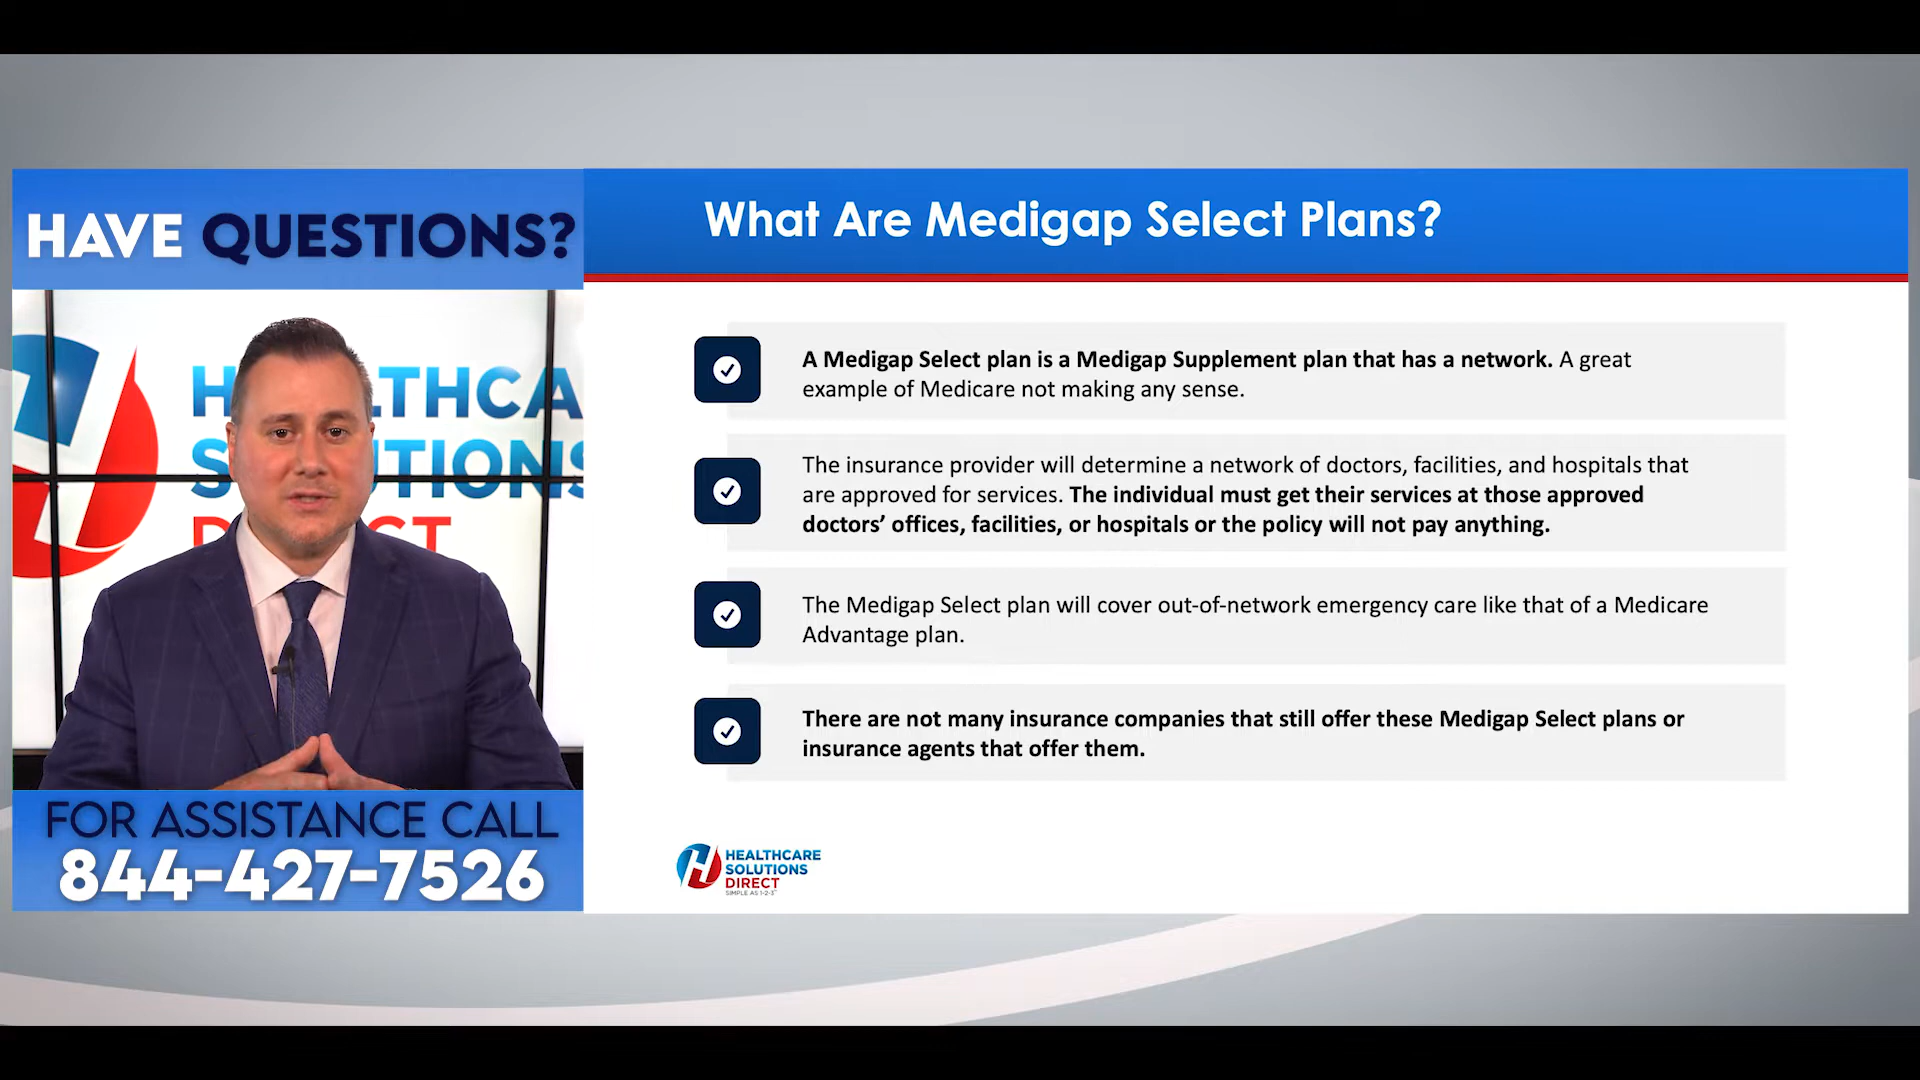 HAVE QUESTIONS?
What Are Medigap Select Plans?
A Medigap Select plan is a Medigap Supplement plan that has a network. A great
example of Medicare not making any sense.
The insurance provider will determine a network of doctors, facilities, and hospitals that
are approved for services. The individual must get their services at those approved
doctors’ offices, facilities, or hospitals or the policy will not pay anything.
The Medigap Select plan will cover out-of-network emergency care like that of a Medicare
Advantage plan.
There are not many insurance companies that still offer these Medigap Select plans or
insurance agents that offer them.
FOR ASSISTANCE CALL
844-427-7526
HEALTHCARE
SOLUTIONS
DIRECT
SIMPLE AS 1-2-3